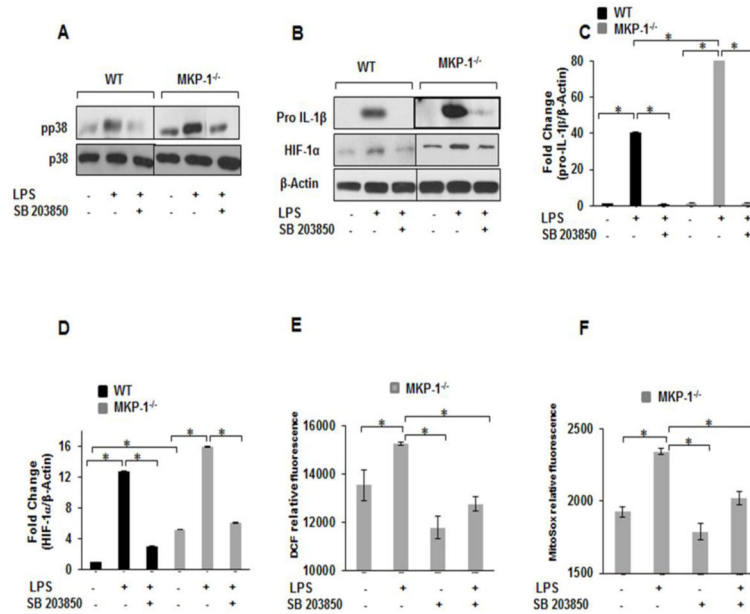 A
WT
MKP-1-/-
pp38
p38
LPS - + + - + +
SB 203850 - - + - - +
B
WT
MKP-1-/-
Pro IL-1β
HIF-1α
β-Actin
LPS - + + - + +
SB 203850 - - + - - +
C
WT
MKP-1-/-
Fold Change
(pro-IL-1β/β-Actin)
80
60
40
20
0
* * * * *
LPS - + + - + +
SB 203850 - - + - - +
D
WT
MKP-1-/-
Fold Change
(HIF-1α/β-Actin)
16
12
8
4
0
* * * * *
LPS - + + - + +
SB 203850 - - + - - +
E
MKP-1-/-
DCF relative fluorescence
16000
14000
12000
10000
* * *
LPS - + - +
SB 203850 - - + +
F
MKP-1-/-
MitoSox relative fluorescence
2500
2000
1500
* * *
LPS - + - +
SB 203850 - - + +